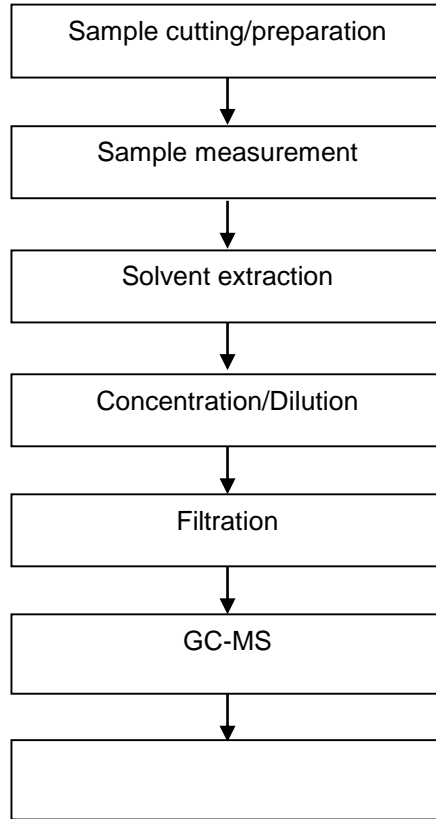 Sample cutting/preparation
Sample measurement
Solvent extraction
Concentration/Dilution
Filtration
GC-MS